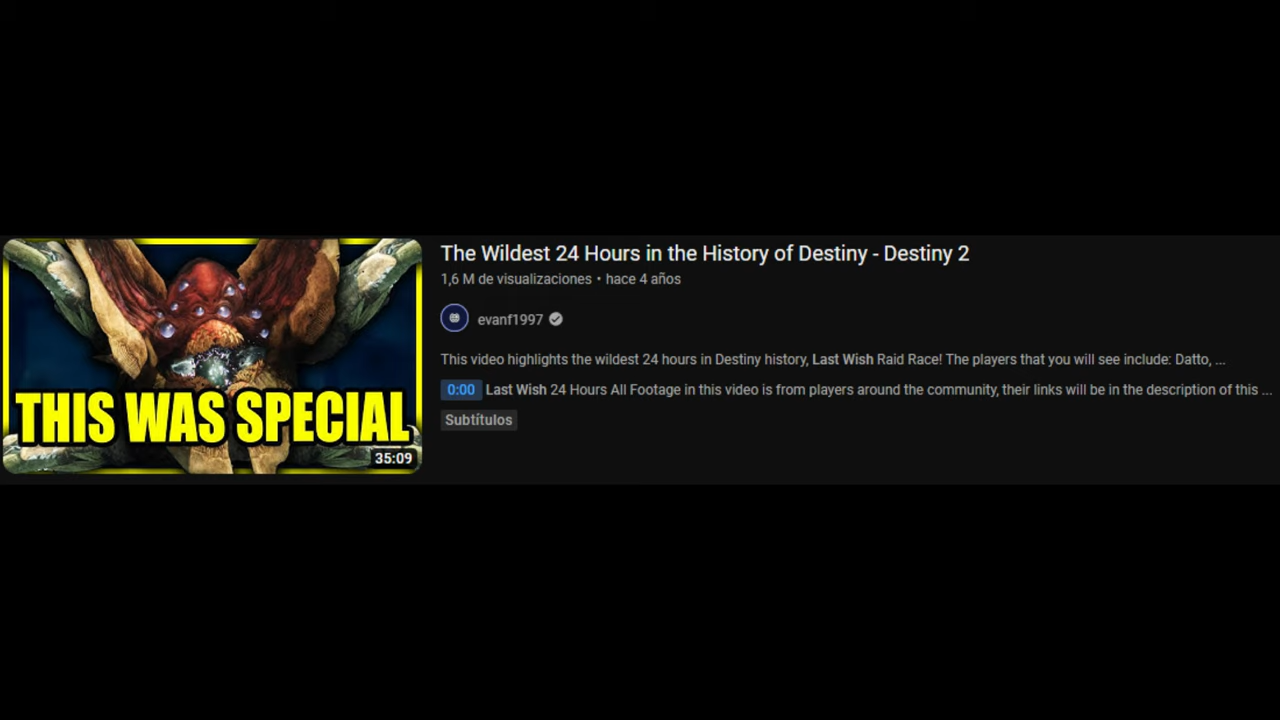 THIS WAS SPECIAL
35:09
The Wildest 24 Hours in the History of Destiny - Destiny 2
1,6 M de visualizaciones • hace 4 años
evanf1997
This video highlights the wildest 24 hours in Destiny history, Last Wish Raid Race! The players that you will see include: Datto, ...
0:00 Last Wish 24 Hours All Footage in this video is from players around the community, their links will be in the description of this ...
Subtítulos